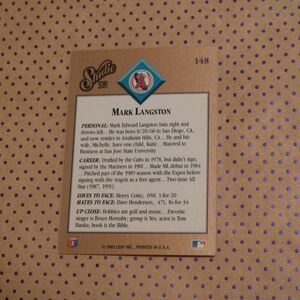 Studio
92
148
MARK LANGSTON
PERSONAL: Mark Edward Langston bats right and
throws left... He was born 8/20/60 in San Diego, CA,
and now resides in Anaheim Hills, CA... He and his
wife, Michelle, have one child, Katie... Majored in
Business at San Jose State University.
CAREER: Drafted by the Cubs in 1978, but didn't sign,
signed by the Mariners in 1981... Made ML debut in 1984
... Pitched part of the 1989 season with the Expos before
signing with the Angels as a free agent... Two-time All
Star (1987, 1991).
LOVES TO FACE: Henry Cotto, .050, 1-for-20
HATES TO FACE: Dave Henderson, .471, 16-for-34
UP CLOSE: Hobbies are golf and music... Favorite
singer is Bruce Hornsby, group is Yes; actor is Tom
Hanks; book is the Bible.
© 1992 LEAF INC., PRINTED IN U.S.A.